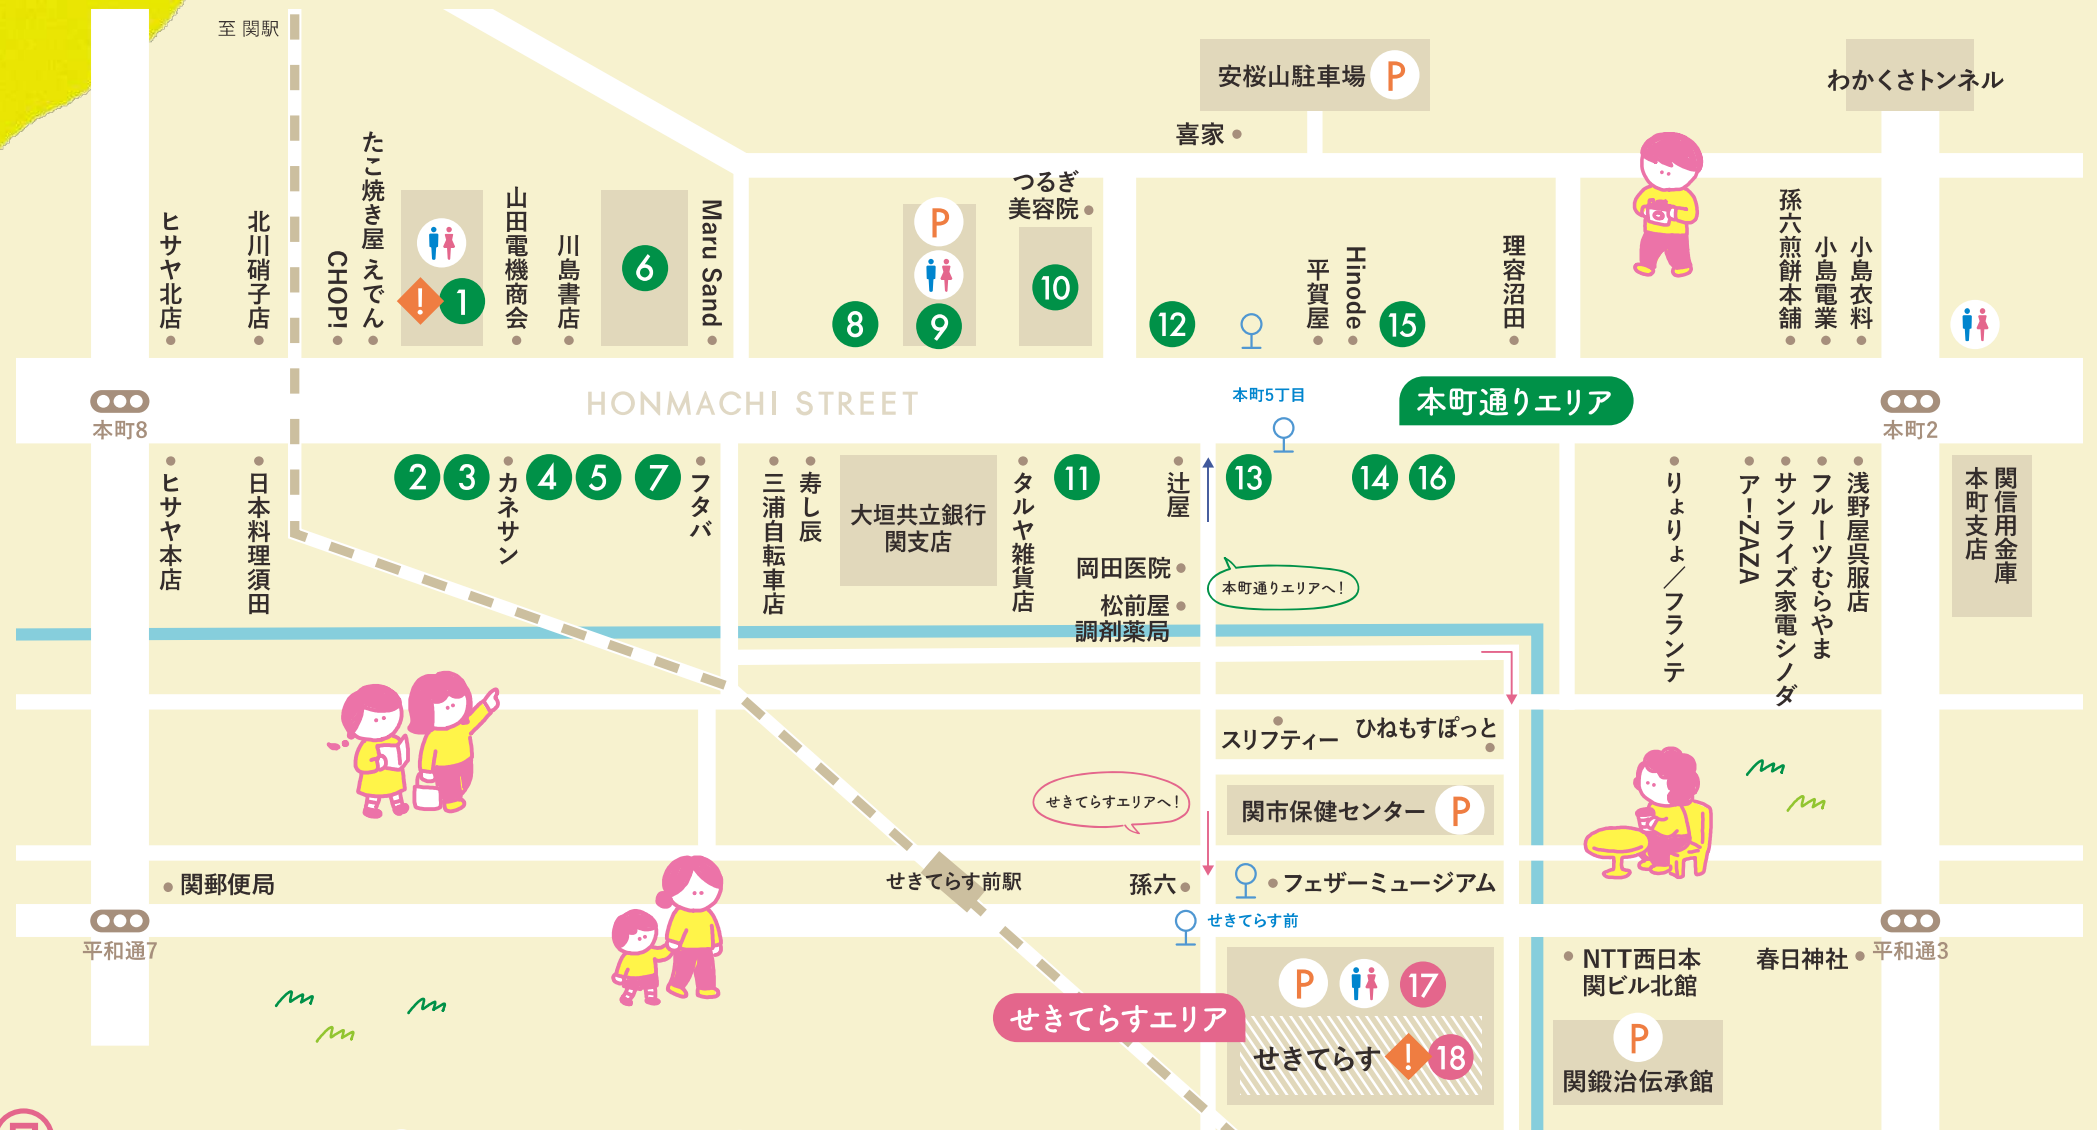 至 関駅
安桜山駐車場 P
わかくさトンネル
喜家
ヒサヤ北店
北川硝子店
CHOP!
たこ焼き屋 えでん
! 1
山田電機商会
川島書店
6
Maru Sand
8
P
9
つるぎ
美容院
10
12
平賀屋
Hinode
15
理容沼田
孫六煎餅本舗
小島電業
小島衣料
本町8
HONMACHI STREET
本町5丁目
本町通りエリア
本町2
ヒサヤ本店
日本料理須田
2
3
カネサン
4
5
7
フタバ
三浦自転車店
寿し辰
大垣共立銀行
関支店
タルヤ雑貨店
11
辻屋
13
14
16
りょりょ/フランテ
ア!・ZAZA
サンライズ家電シノダ
フルーツむらやま
浅野屋呉服店
関信用金庫
本町支店
岡田医院
松前屋
調剤薬局
本町通りエリアへ!
スリフティー
ひねもすぽっと
せきてらすエリアへ!
関市保健センター P
関郵便局
せきてらす前駅
孫六
フェザーミュージアム
せきてらす前
平和通7
平和通3
NTT西日本
関ビル北館
春日神社
P
17
せきてらすエリア
せきてらす ! 18
P
関鍛冶伝承館